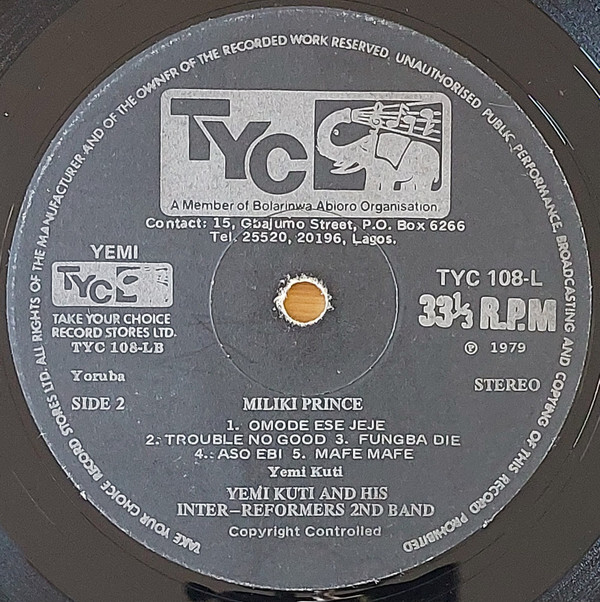 TAKE YOUR CHOICE RECORD STORES LTD. ALL RIGHTS OF THE MANUFACTURER AND OF THE OWNER OF THE RECORDED WORK RESERVED. UNAUTHORISED PUBLIC PERFORMANCE, BROADCASTING AND COPYING OF THIS RECORD PROHIBITED
TYC
A Member of Bolarinwa Abioro Organisation.
Contact: 15, Gbajumo Street, P.O. Box 6266
Tel. 25520, 20196, Lagos.
YEMI
TYC
TAKE YOUR CHOICE
RECORD STORES LTD.
TYC 108-LB
Yoruba
SIDE 2
TYC 108-L
33⅓ R.P.M
℗ 1979
STEREO
MILIKI PRINCE
1. OMODE ESE JEJE
2. TROUBLE NO GOOD 3. FUNGBA DIE
4.: ASO EBI 5. MAFE MAFE
Yemi Kuti
YEMI KUTI AND HIS
INTER-REFORMERS 2ND BAND
Copyright Controlled